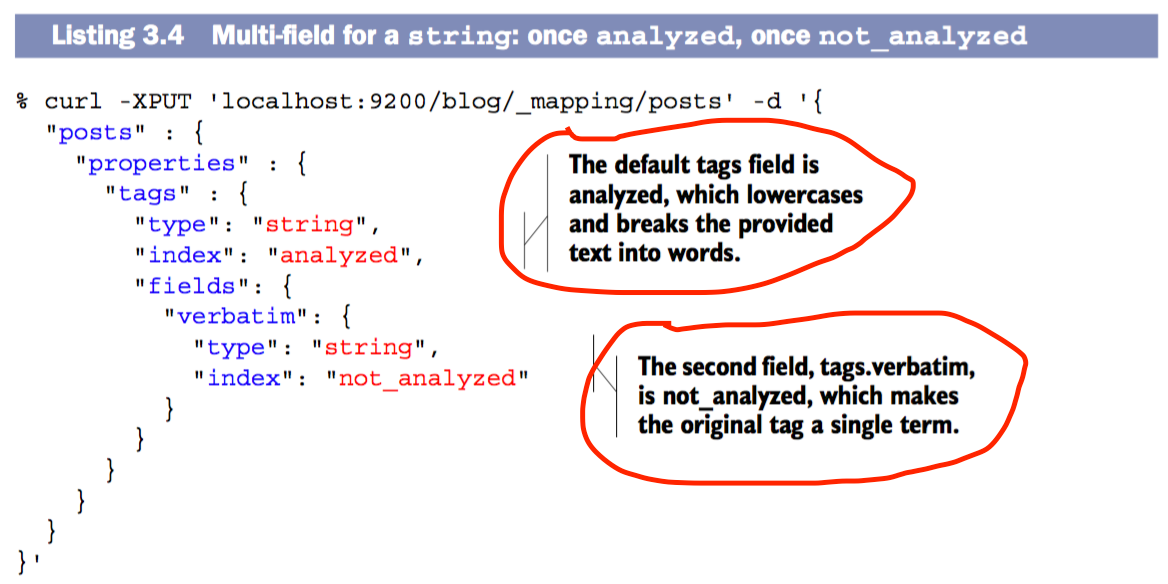 Listing 3.4 Multi-field for a string: once analyzed, once not_analyzed
% curl -XPUT 'localhost:9200/blog/_mapping/posts' -d '{
  "posts" : {
    "properties" : {
      "tags" : {
        "type": "string",
        "index": "analyzed",
        "fields": {
          "verbatim": {
            "type": "string",
            "index": "not_analyzed"
          }
        }
      }
    }
  }
}'
The default tags field is
analyzed, which lowercases
and breaks the provided
text into words.
The second field, tags.verbatim,
is not_analyzed, which makes
the original tag a single term.